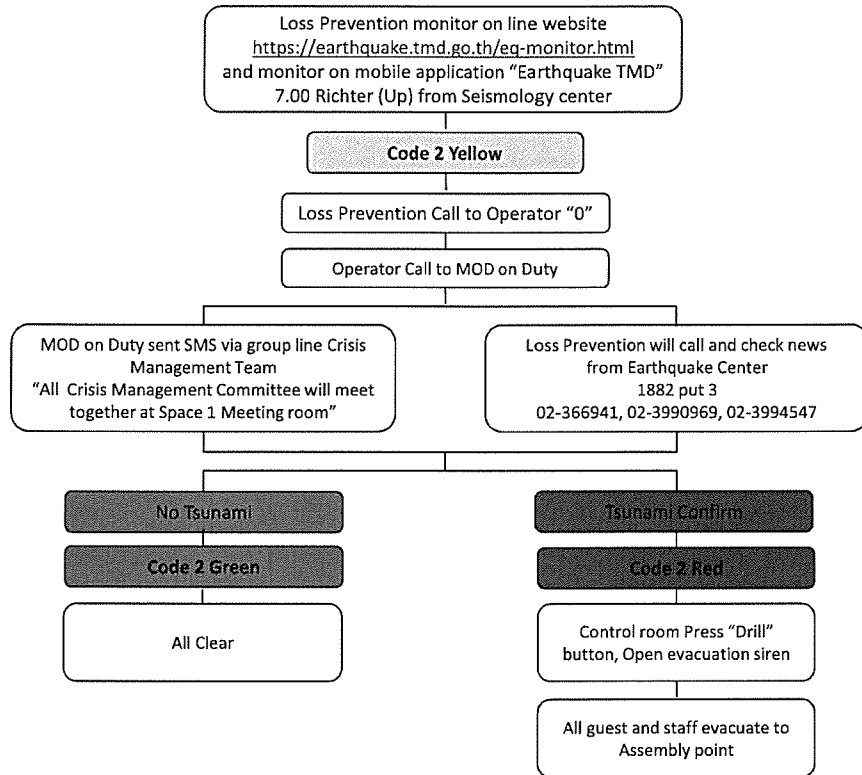 Loss Prevention monitor on line website
https://earthquake.tmd.go.th/eq-monitor.html
and monitor on mobile application “Earthquake TMD”
7.00 Richter (Up) from Seismology center
Code 2 Yellow
Loss Prevention Call to Operator “0”
Operator Call to MOD on Duty
MOD on Duty sent SMS via group line Crisis
Management Team
“All Crisis Management Committee will meet
together at Space 1 Meeting room”
Loss Prevention will call and check news
from Earthquake Center
1882 put 3
02-366941, 02-3990969, 02-3994547
No Tsunami
Code 2 Green
All Clear
Tsunami Confirm
Code 2 Red
Control room Press “Drill”
button, Open evacuation siren
All guest and staff evacuate to
Assembly point